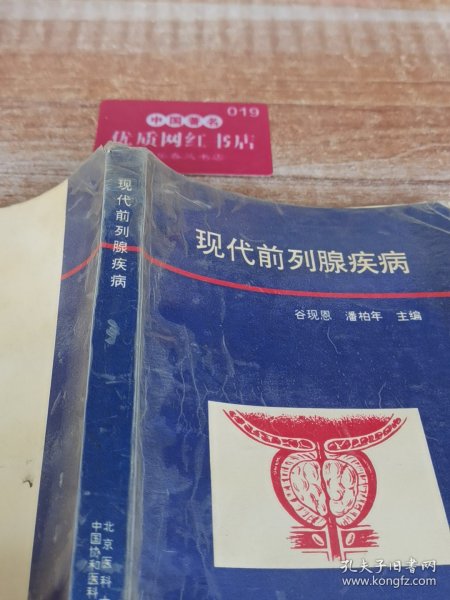 019
中国著名
优质网红书店
现代前列腺疾病
谷现恩 潘柏年 主编
现代前列腺疾病
北京医科
中国协和医科
孔夫子旧书网
www.kongfz.com